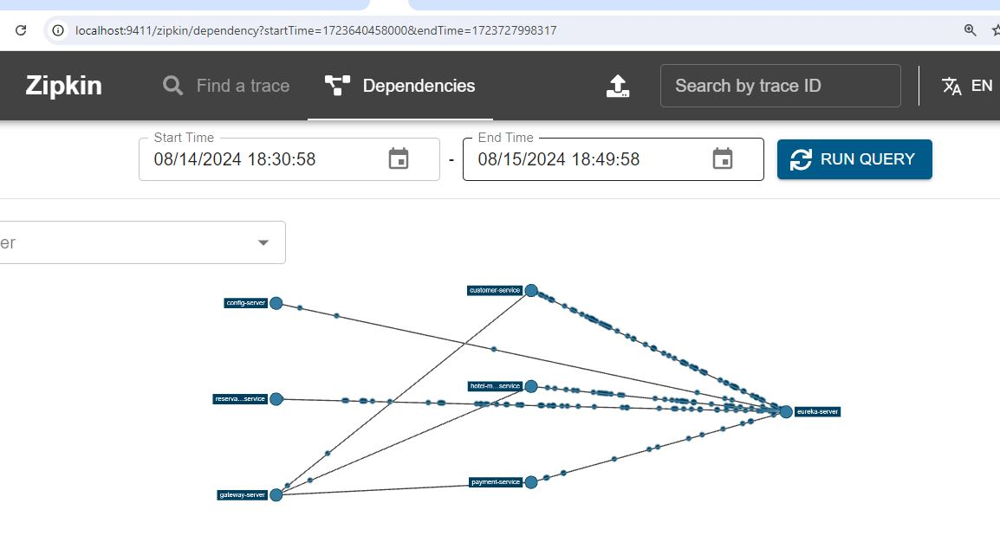 localhost:9411/zipkin/dependency?startTime=1723640458000&endTime=1723727998317
Zipkin
Find a trace
Dependencies
Search by trace ID
EN
Start Time
08/14/2024 18:30:58
-
End Time
08/15/2024 18:49:58
RUN QUERY
er
customer-service
config-server
hotel-m...service
reserva...service
eureka-server
payment-service
gateway-server